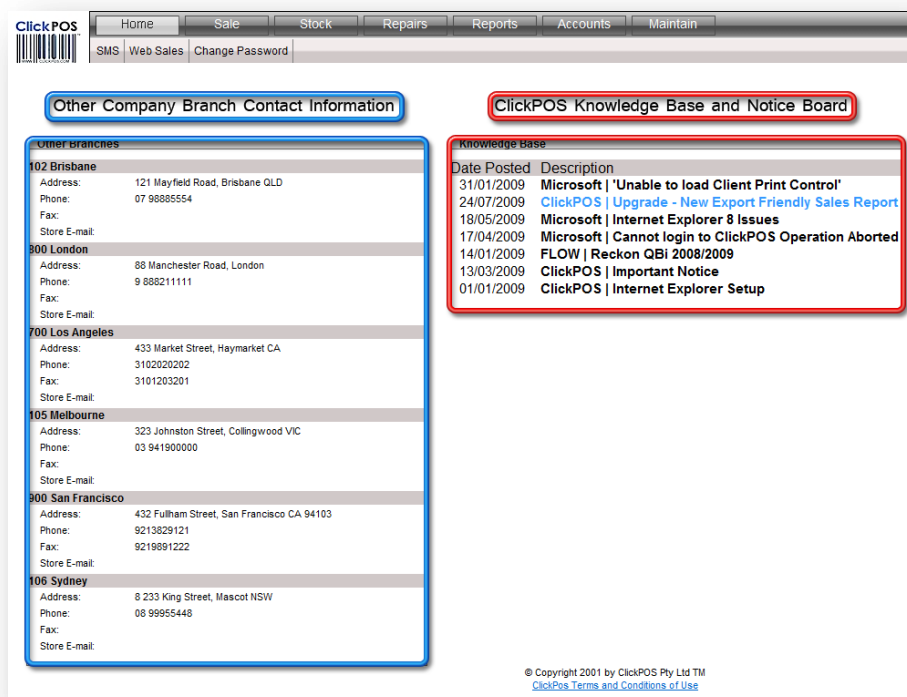 ClickPOS
WWW.CLICKPOS.COM
Home Sale Stock Repairs Reports Accounts Maintain
SMS Web Sales Change Password
Other Company Branch Contact Information
Other Branches
102 Brisbane
Address: 121 Mayfield Road, Brisbane QLD
Phone: 07 98885554
Fax:
Store E-mail:
800 London
Address: 88 Manchester Road, London
Phone: 9 888211111
Fax:
Store E-mail:
700 Los Angeles
Address: 433 Market Street, Haymarket CA
Phone: 3102020202
Fax: 3101203201
Store E-mail:
105 Melbourne
Address: 323 Johnston Street, Collingwood VIC
Phone: 03 941900000
Fax:
Store E-mail:
900 San Francisco
Address: 432 Fullham Street, San Francisco CA 94103
Phone: 9213829121
Fax: 9219891222
Store E-mail:
106 Sydney
Address: 8 233 King Street, Mascot NSW
Phone: 08 99955448
Fax:
Store E-mail:
ClickPOS Knowledge Base and Notice Board
Knowledge Base
Date Posted Description
31/01/2009 Microsoft | 'Unable to load Client Print Control'
24/07/2009 ClickPOS | Upgrade - New Export Friendly Sales Report
18/05/2009 Microsoft | Internet Explorer 8 Issues
17/04/2009 Microsoft | Cannot login to ClickPOS Operation Aborted
14/01/2009 FLOW | Reckon QBi 2008/2009
13/03/2009 ClickPOS | Important Notice
01/01/2009 ClickPOS | Internet Explorer Setup
© Copyright 2001 by ClickPOS Pty Ltd TM
ClickPos Terms and Conditions of Use